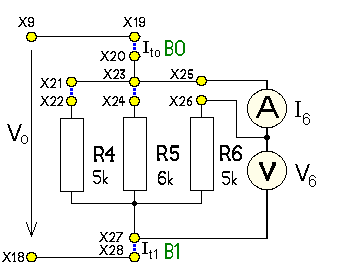 X9 X19
X20 It0 B0
X21 X23 X25
X22 X24 X26
A I6
V0
R4 R5 R6
5k 6k 5k
V V6
X27
X18 X28 It1 B1